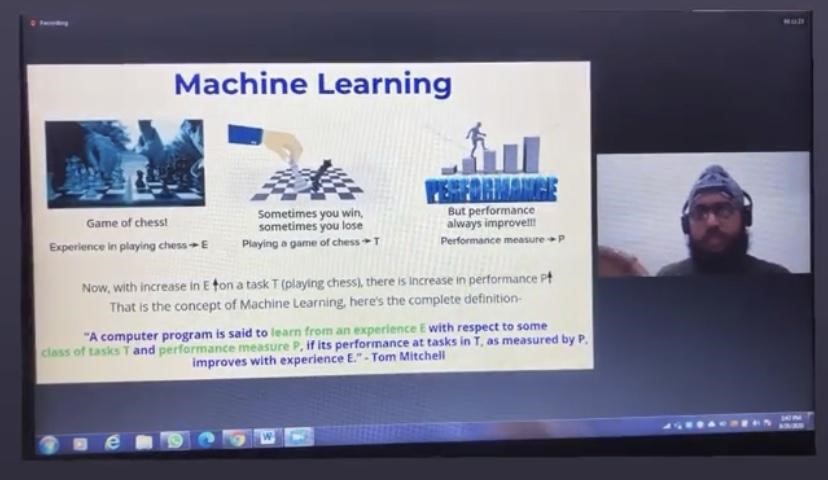 Recording
Machine Learning
PERFORMANCE
Game of chess!
Experience in playing chess → E
Sometimes you win,
sometimes you lose
Playing a game of chess → T
But performance
always improve!!!
Performance measure → P
Now, with increase in E ↑on a task T (playing chess), there is increase in performance P↑
That is the concept of Machine Learning, here's the complete definition-
"A computer program is said to learn from an experience E with respect to some
class of tasks T and performance measure P, if its performance at tasks in T, as measured by P,
improves with experience E." - Tom Mitchell